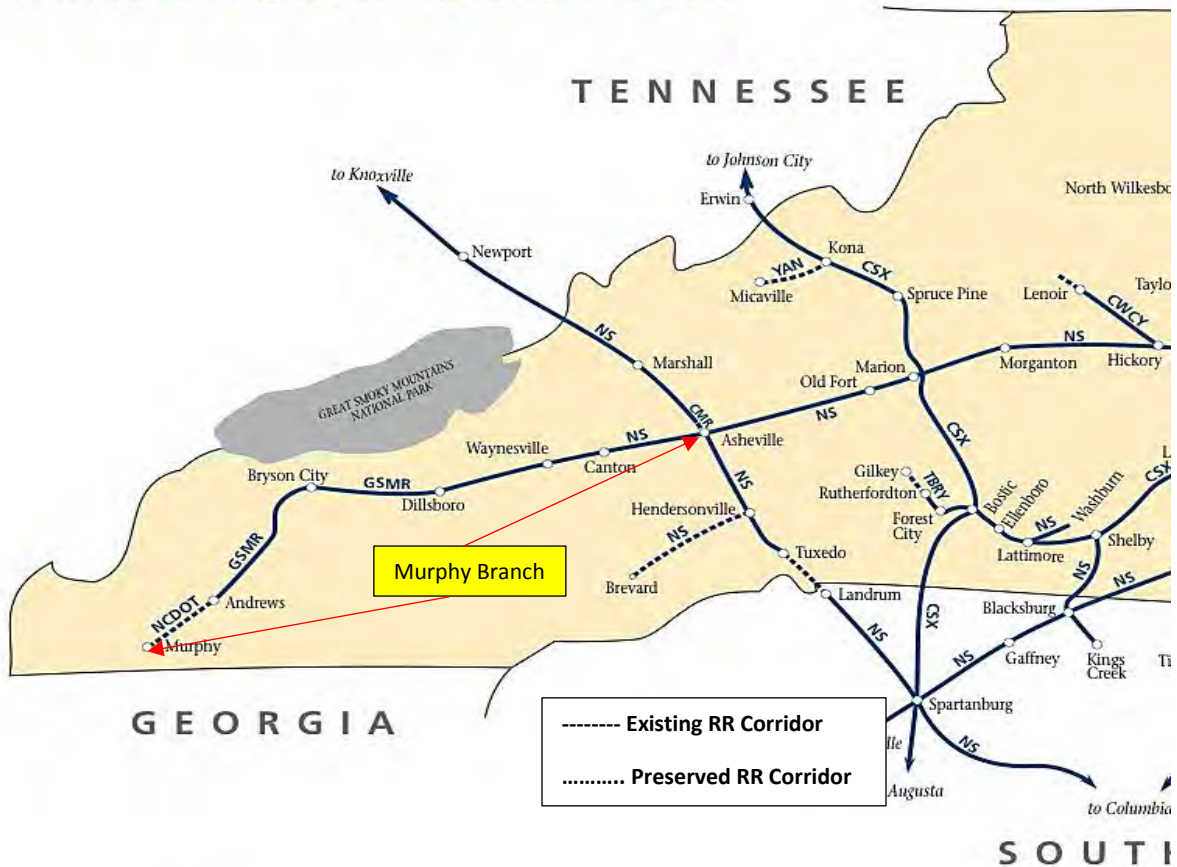 TENNESSEE
to Johnson City
to Knoxville
North Wilkesbo
Erwin
Newport
Kona
YAN
CSX
Micaville
Spruce Pine
Lenoir
Taylo
CWCY
NS
Marshall
Marion
Morganton
NS
Hickory
Old Fort
GREAT SMOKY MOUNTAINS
NATIONAL PARK
CMR
NS
Asheville
Waynesville
NS
Canton
CSX
Bryson City
GSMR
Dillsboro
NS
Gilkey
TBRY
Rutherfordton
Forest
City
Bostic
Ellenboro
NS
Washburn
L
CSX
Hendersonville
NS
Lattimore
Shelby
GSMR
Murphy Branch
Tuxedo
Brevard
NS
NCDOT
Andrews
Landrum
Blacksburg
NS
Murphy
CSX
NS
NS
Gaffney
Kings
Creek
Ti
GEORGIA
Spartanburg
-------- Existing RR Corridor
........... Preserved RR Corridor
lle
NS
Augusta
to Columbia
SOUTH